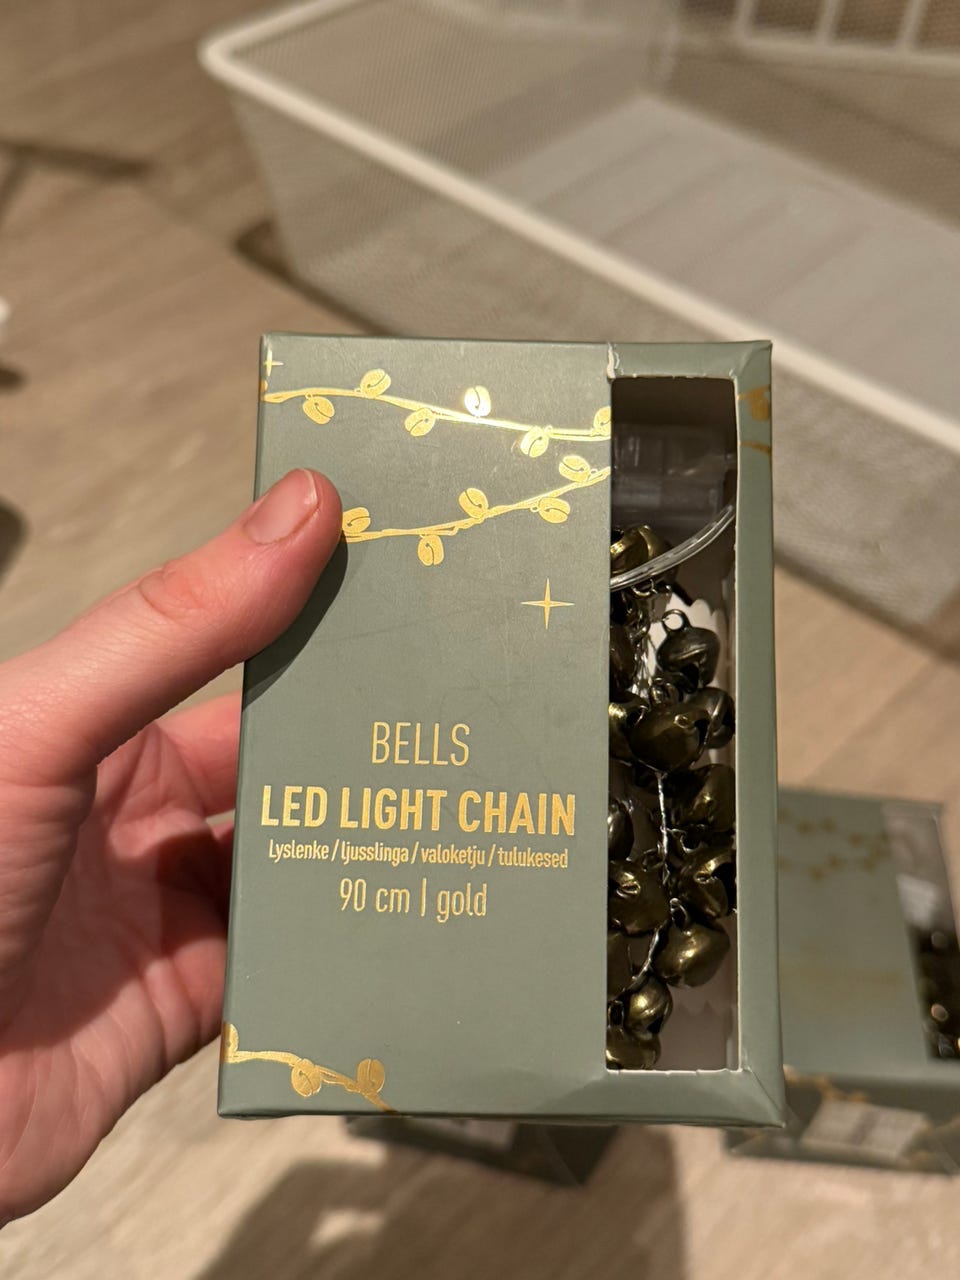 BELLS
LED LIGHT CHAIN
Lyslenke / ljusslinga / valoketju / tulukesed
90 cm | gold